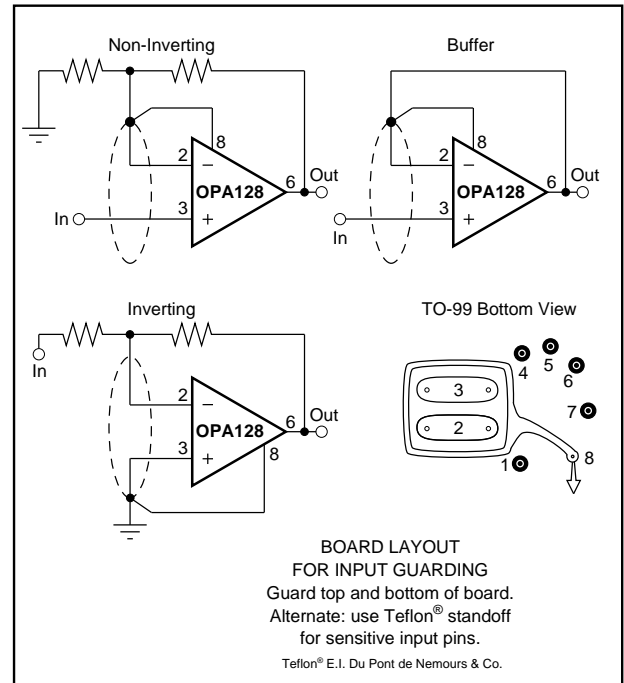 Non-Inverting
8
2
−
OPA128
6
Out
In
3
+
Buffer
8
2
−
OPA128
6
Out
3
+
In
Inverting
In
2
−
OPA128
6
Out
3
+
8
TO-99 Bottom View
4
5
6
3
7
2
8
1
BOARD LAYOUT
FOR INPUT GUARDING
Guard top and bottom of board.
Alternate: use Teflon® standoff
for sensitive input pins.
Teflon® E.I. Du Pont de Nemours & Co.